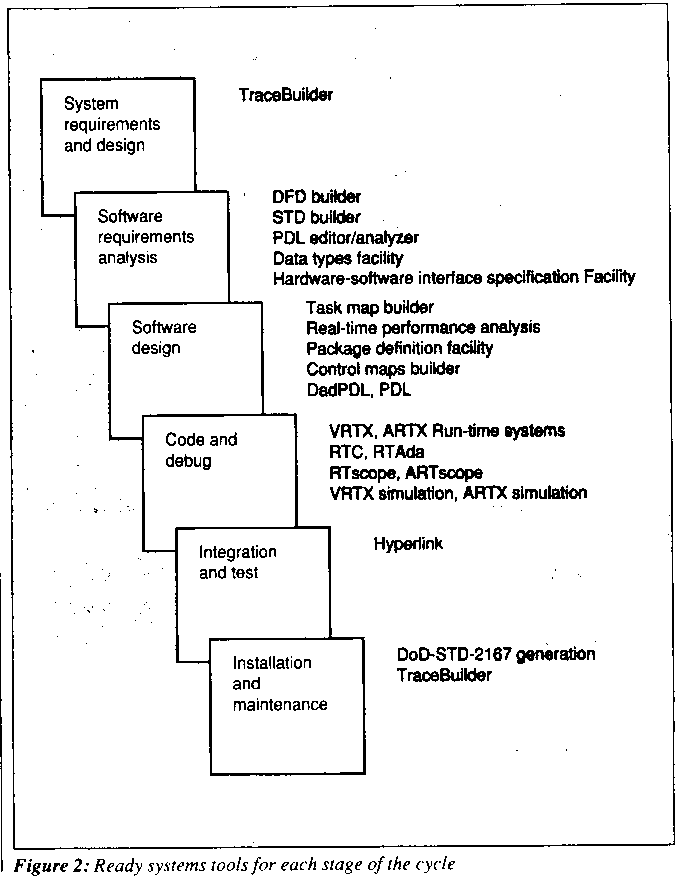 System
requirements
and design
TraceBuilder
Software
requirements
analysis
DFD builder
STD builder
PDL editor/analyzer
Data types facility
Hardware-software interface specification Facility
Software
design
Task map builder
Real-time performance analysis
Package definition facility
Control maps builder
DadPDL, PDL
Code and
debug
VRTX, ARTX Run-time systems
RTC, RTAda
RTscope, ARTscope
VRTX simulation, ARTX simulation
Integration
and test
Hyperlink
Installation
and
maintenance
DoD-STD-2167 generation
TraceBuilder
Figure 2: Ready systems tools for each stage of the cycle